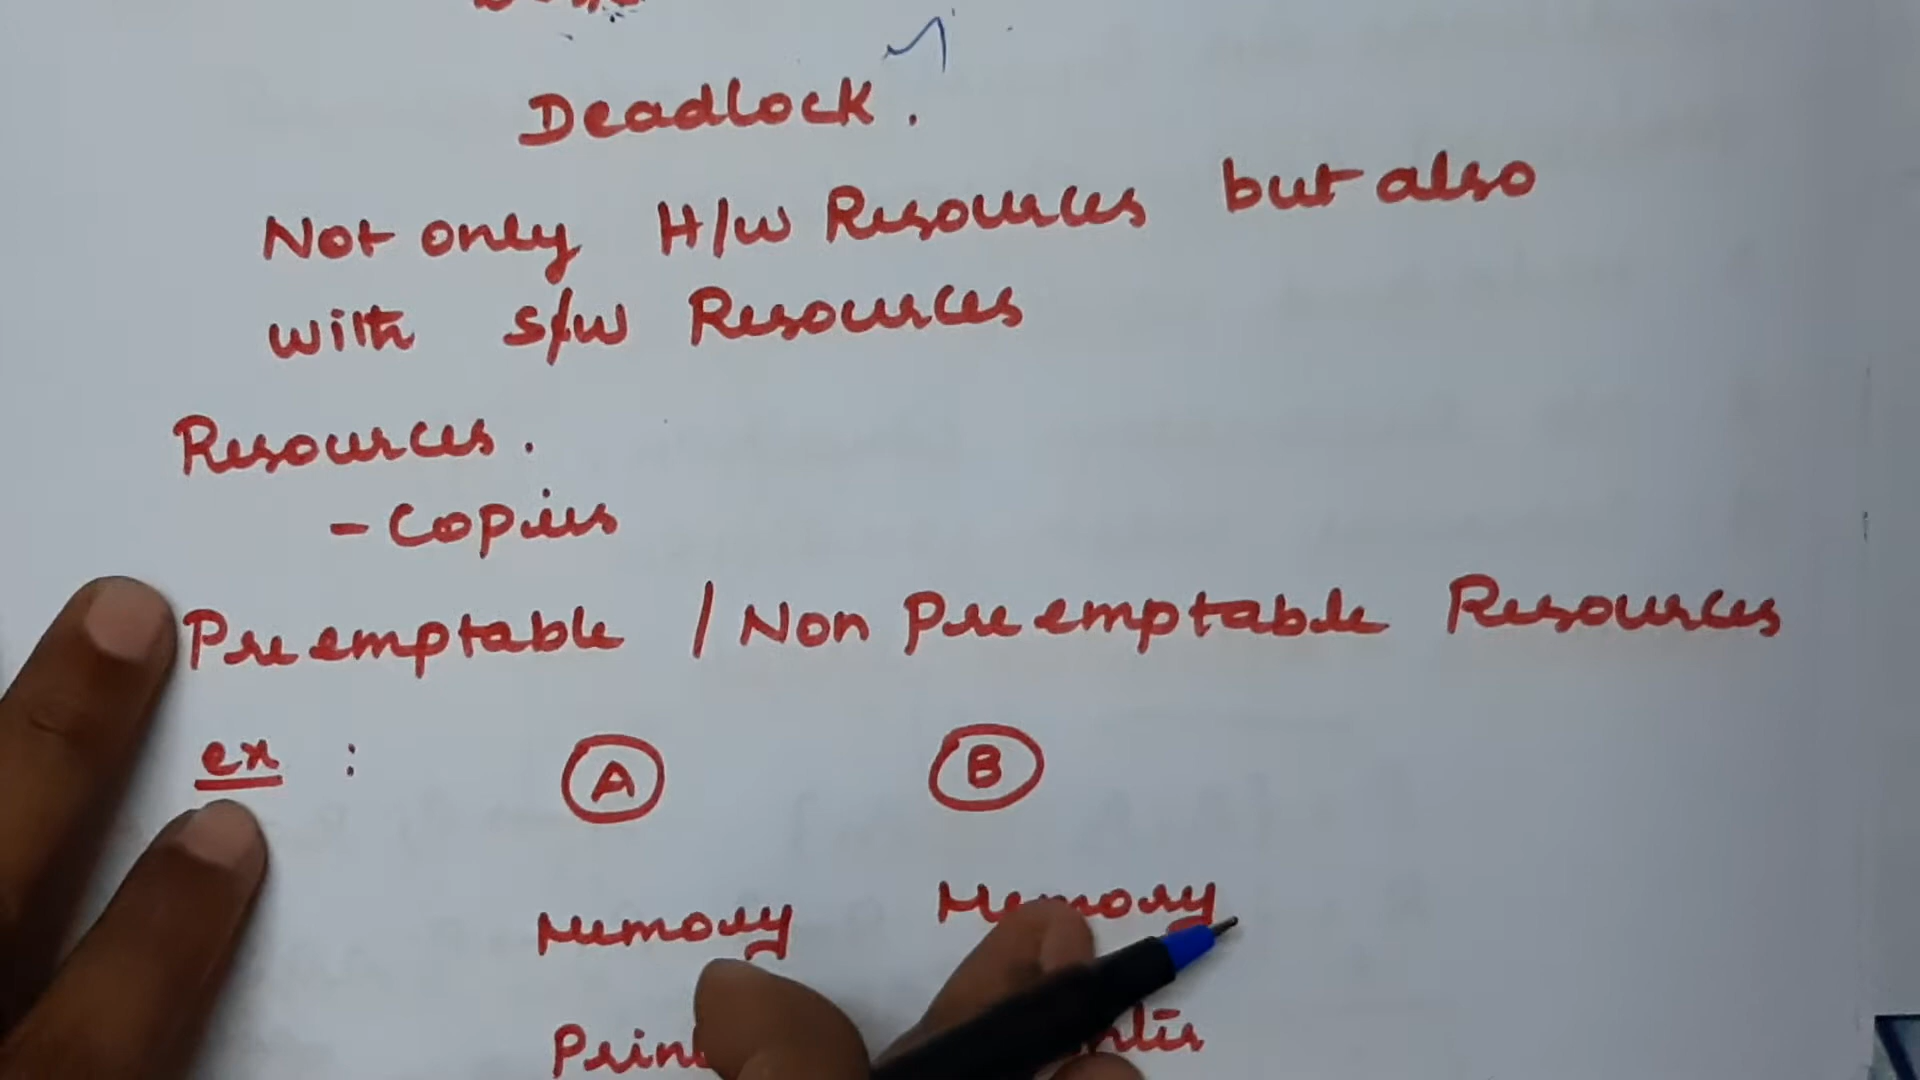 Deadlock.
Not only H/w Resources but also
with S/w Resources
Resources.
- Copies
Preemptable / Non Preemptable Resources
ex : A B
Memory Memory